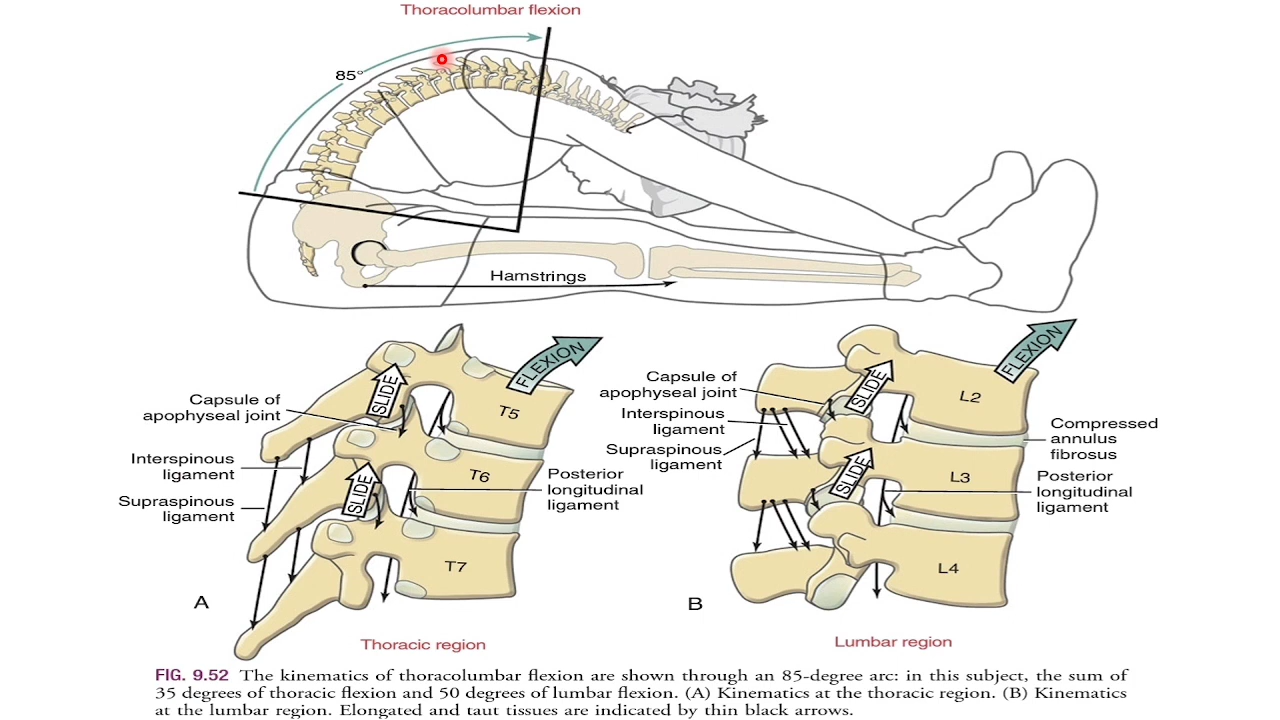 Thoracolumbar flexion
85°
Hamstrings
FLEXION
SLIDE
Capsule of
apophyseal joint
T5
Interspinous
ligament
Supraspinous
ligament
SLIDE
T6
Posterior
longitudinal
ligament
T7
A
Thoracic region
FLEXION
SLIDE
Capsule of
apophyseal joint
Interspinous
ligament
Supraspinous
ligament
L2
Compressed
annulus
fibrosus
SLIDE
L3
Posterior
longitudinal
ligament
L4
B
Lumbar region
FIG. 9.52 The kinematics of thoracolumbar flexion are shown through an 85-degree arc: in this subject, the sum of
35 degrees of thoracic flexion and 50 degrees of lumbar flexion. (A) Kinematics at the thoracic region. (B) Kinematics
at the lumbar region. Elongated and taut tissues are indicated by thin black arrows.